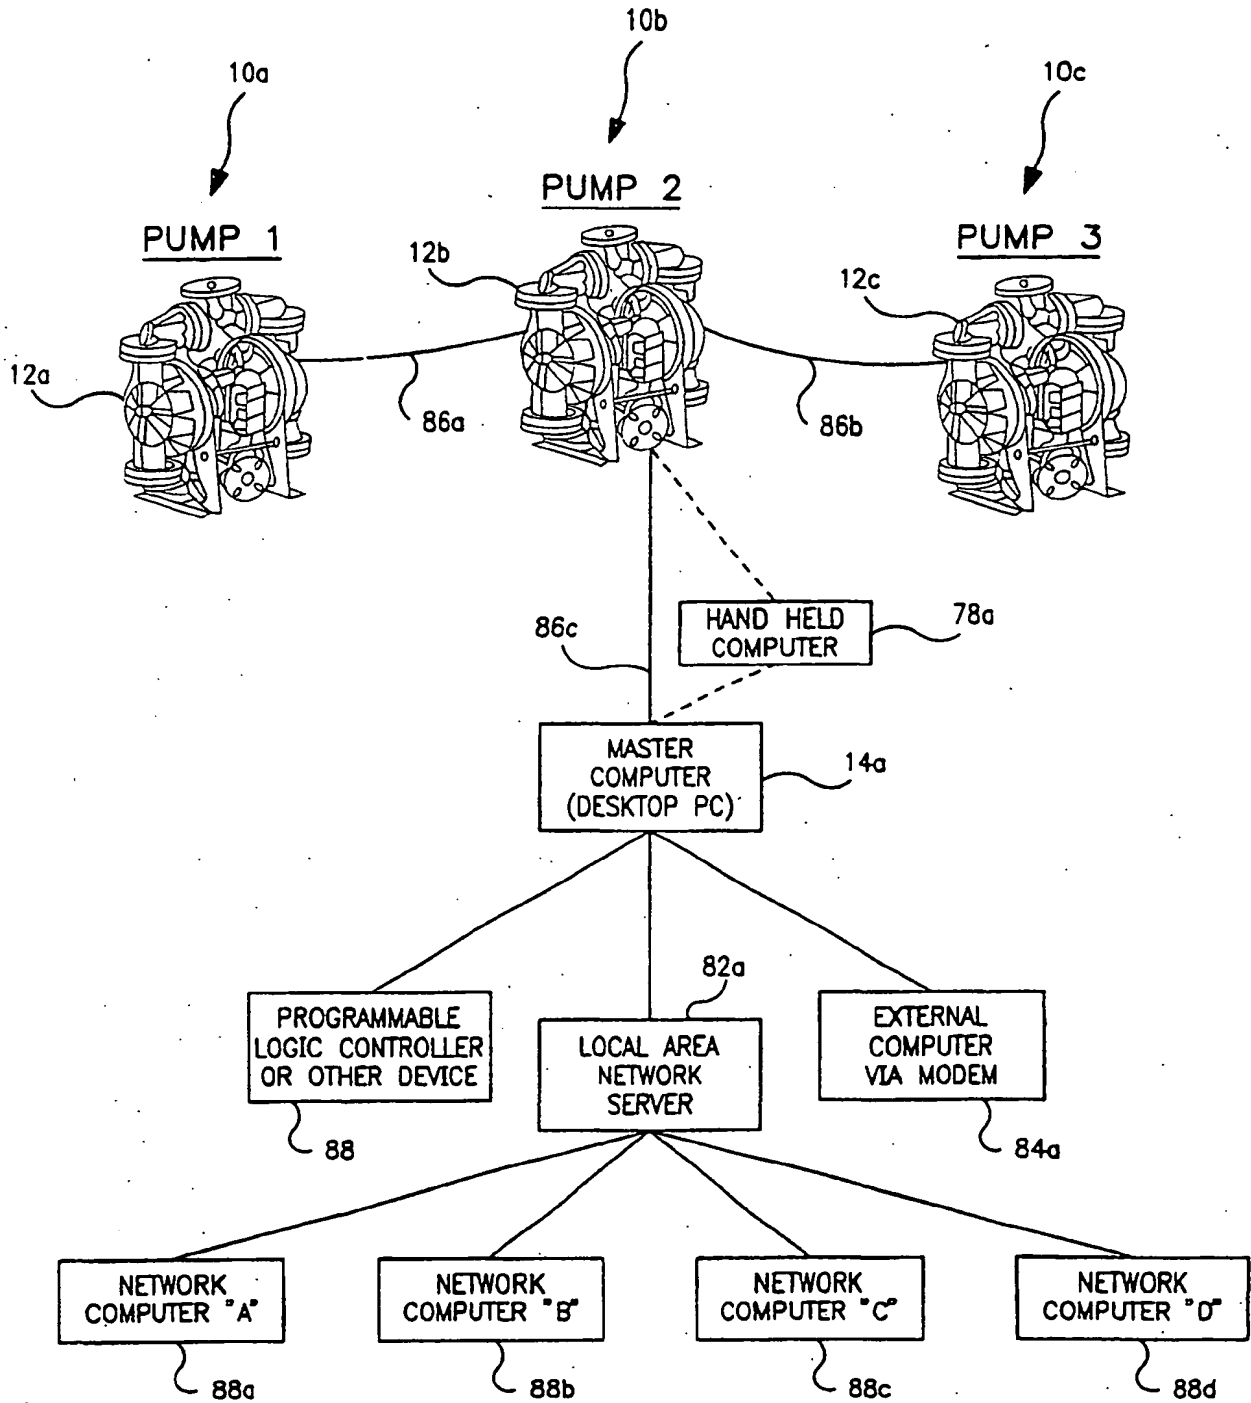 10b
10a
10c
PUMP 2
PUMP 1
PUMP 3
12b
12c
12a
86a
86b
HAND HELD
COMPUTER
78a
86c
MASTER
COMPUTER
(DESKTOP PC)
14a
82a
PROGRAMMABLE
LOGIC CONTROLLER
OR OTHER DEVICE
LOCAL AREA
NETWORK
SERVER
EXTERNAL
COMPUTER
VIA MODEM
88
84a
NETWORK
COMPUTER "A"
NETWORK
COMPUTER "B"
NETWORK
COMPUTER "C"
NETWORK
COMPUTER "D"
88a
88b
88c
88d